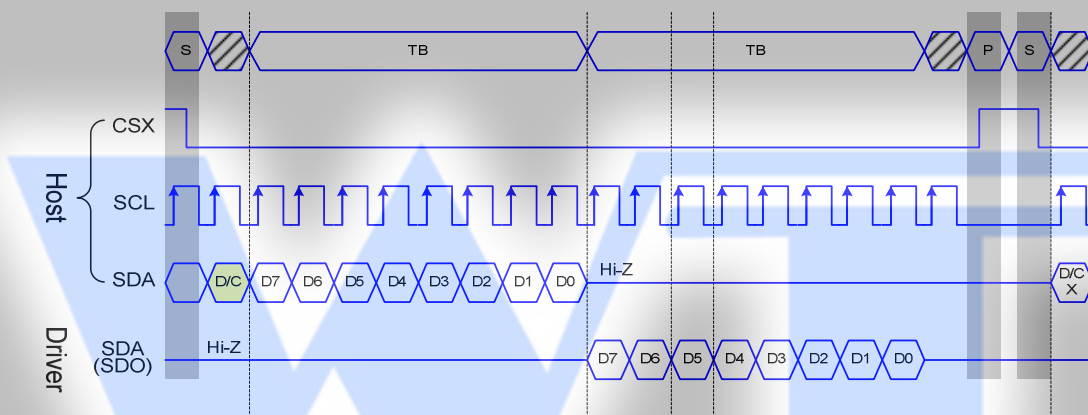 S TB TB P S
CSX
Host
SCL
SDA D/C D7 D6 D5 D4 D3 D2 D1 D0 Hi-Z D/C
X
Driver
SDA
(SDO)
Hi-Z
D7 D6 D5 D4 D3 D2 D1 D0